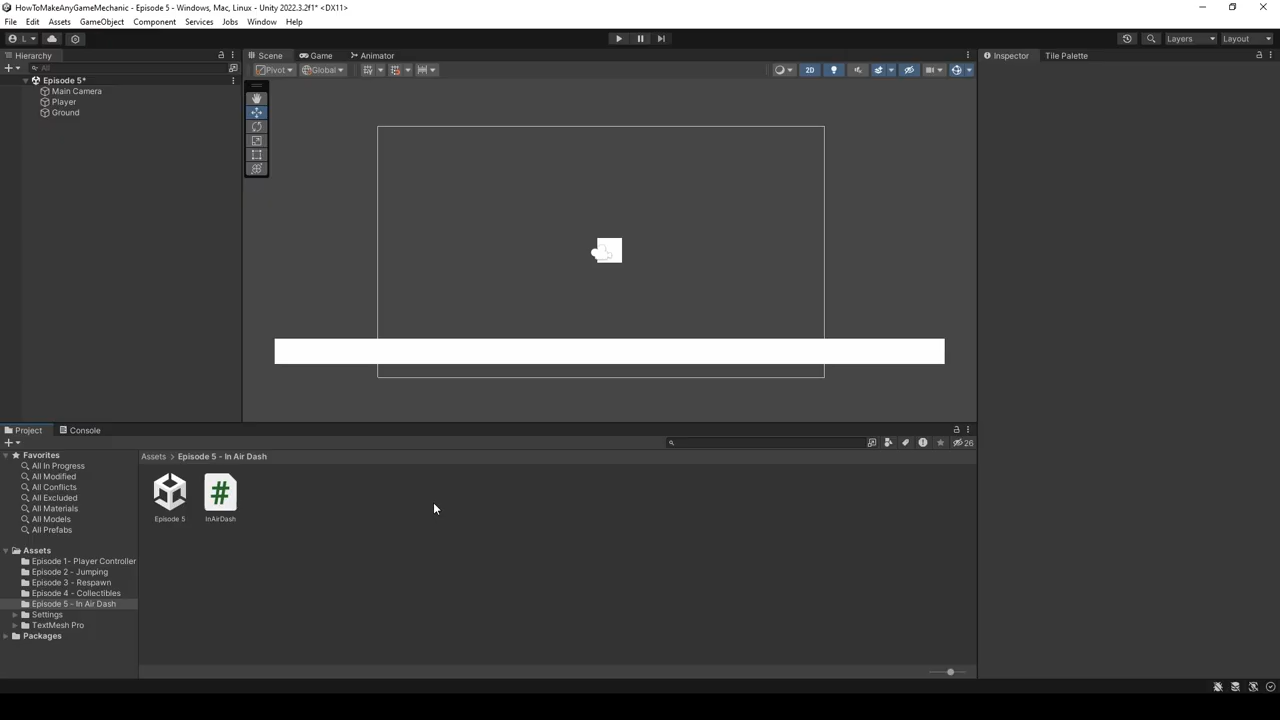 HowToMakeAnyGameMechanic - Episode 5 - Windows, Mac, Linux - Unity 2022.3.2f1* <DX11>
File Edit Assets GameObject Component Services Jobs Window Help
L Layers Layout
Hierarchy Scene Game Animator Inspector Tile Palette
All Pivot Global 2D
Episode 5*
Main Camera
Player
Ground
Project Console
26
Favorites
All In Progress
All Modified
All Conflicts
All Excluded
All Materials
All Models
All Prefabs
Assets
Episode 1- Player Controller
Episode 2 - Jumping
Episode 3 - Respawn
Episode 4 - Collectibles
Episode 5 - In Air Dash
Settings
TextMesh Pro
Packages
Assets > Episode 5 - In Air Dash
#
Episode 5 InAirDash